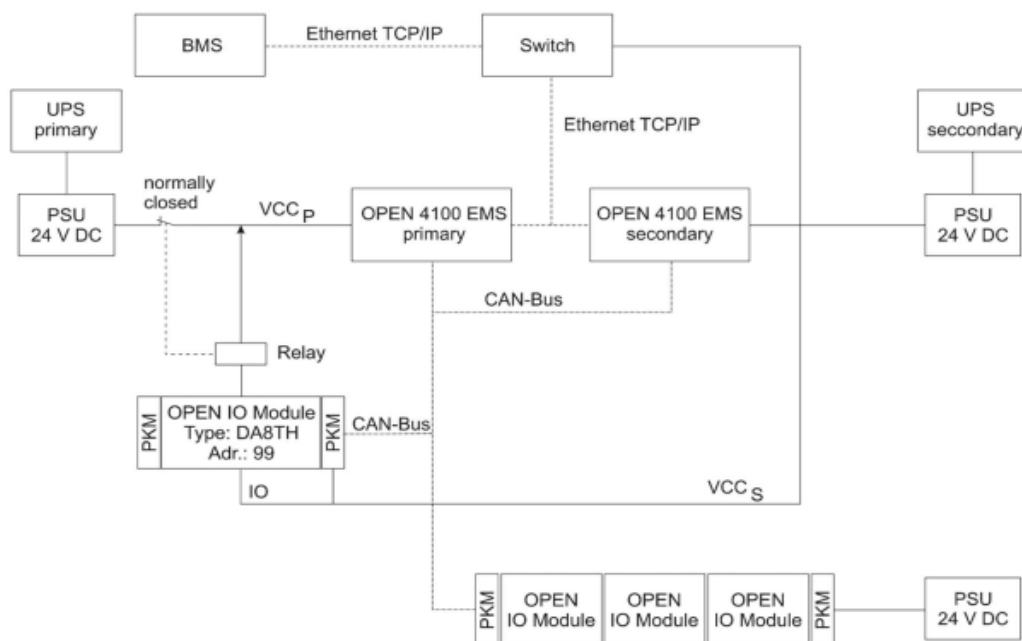 Ethernet TCP/IP
BMS
Switch
UPS
primary
Ethernet TCP/IP
UPS
seccondary
normally
closed
PSU
24 V DC
VCC P
OPEN 4100 EMS
primary
OPEN 4100 EMS
secondary
PSU
24 V DC
CAN-Bus
Relay
PKM
OPEN IO Module
Type: DA8TH
Adr.: 99
PKM
CAN-Bus
IO
VCC S
PKM
OPEN
IO Module
OPEN
IO Module
OPEN
IO Module
PKM
PSU
24 V DC